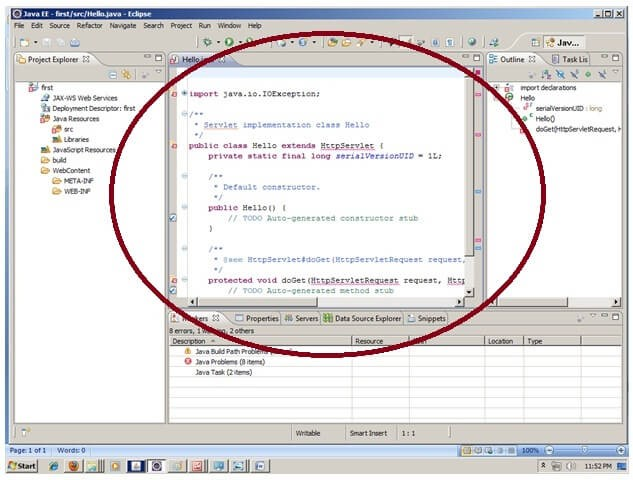 Java EE - first/src/Hello.java - Eclipse
File Edit Source Refactor Navigate Search Project Run Window Help
Java...
Project Explorer
first
JAX-WS Web Services
Deployment Descriptor: first
Java Resources
src
Libraries
JavaScript Resources
build
WebContent
META-INF
WEB-INF
Hello.java
import java.io.IOException;
/**
* Servlet implementation class Hello
*/
public class Hello extends HttpServlet {
private static final long serialVersionUID = 1L;
/**
* Default constructor.
*/
public Hello() {
// TODO Auto-generated constructor stub
}
/**
* @see HttpServlet#doGet(HttpServletRequest request,
*/
protected void doGet(HttpServletRequest request, Http
// TODO Auto-generated method stub
Outline Task Lis
import declarations
Hello
serialVersionUID : long
Hello()
doGet(HttpServletRequest, H
Markers Properties Servers Data Source Explorer Snippets
8 errors, 1 warning, 2 others
Description Resource Location Type
Java Build Path Problems
Java Problems (8 items)
Java Task (2 items)
Writable Smart Insert 1 : 1
Page: 1 of 1 Words: 0 100%
Start 11:52 PM